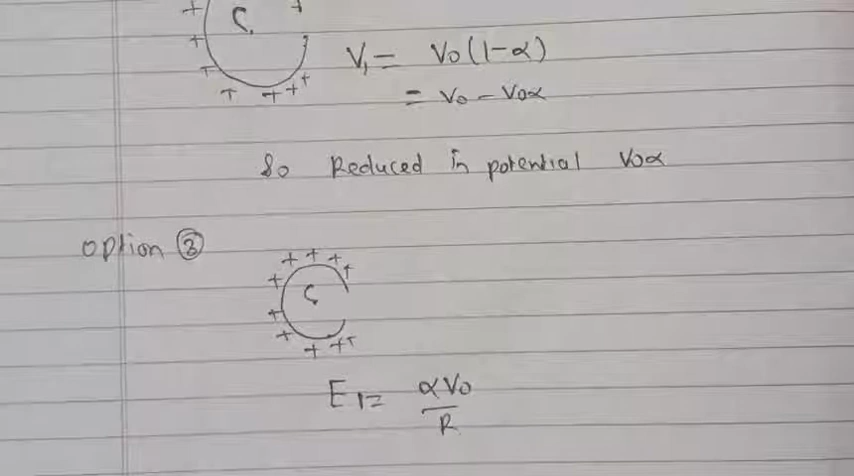 C.
V₁ = V₀(1-α)
= V₀ - V₀α
So Reduced in potential V₀α
option ③
C
E₁ = αV₀/R